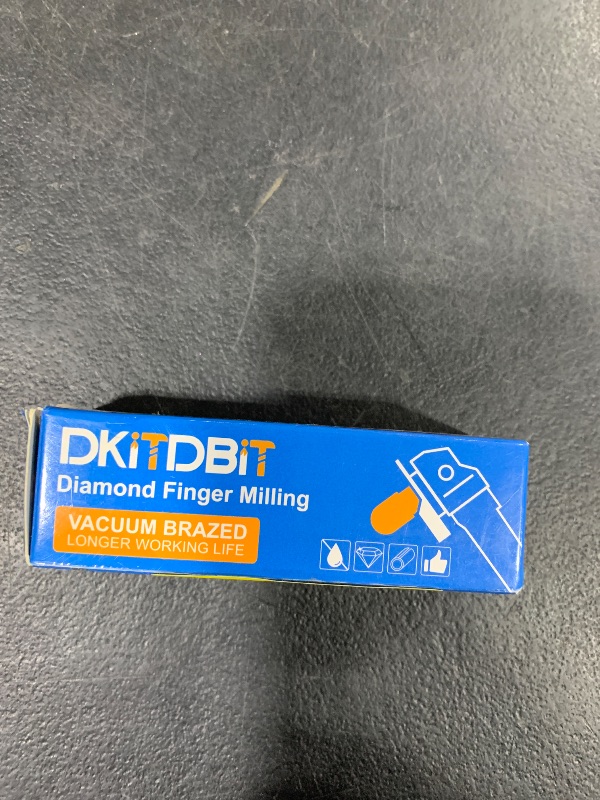 DKiTDBiT
Diamond Finger Milling
VACUUM BRAZED
LONGER WORKING LIFE